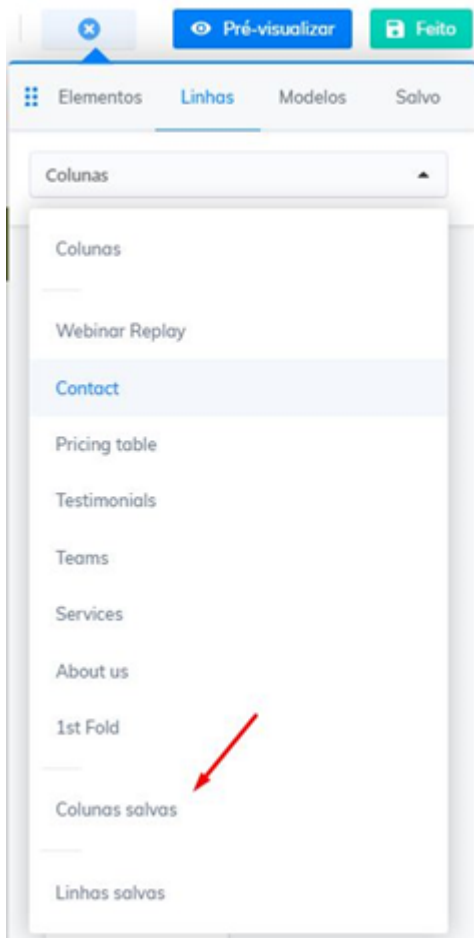 Pré-visualizar
Feito
Elementos Linhas Modelos Salvo
Colunas
Colunas
Webinar Replay
Contact
Pricing table
Testimonials
Teams
Services
About us
1st Fold
Colunas salvas
Linhas salvas